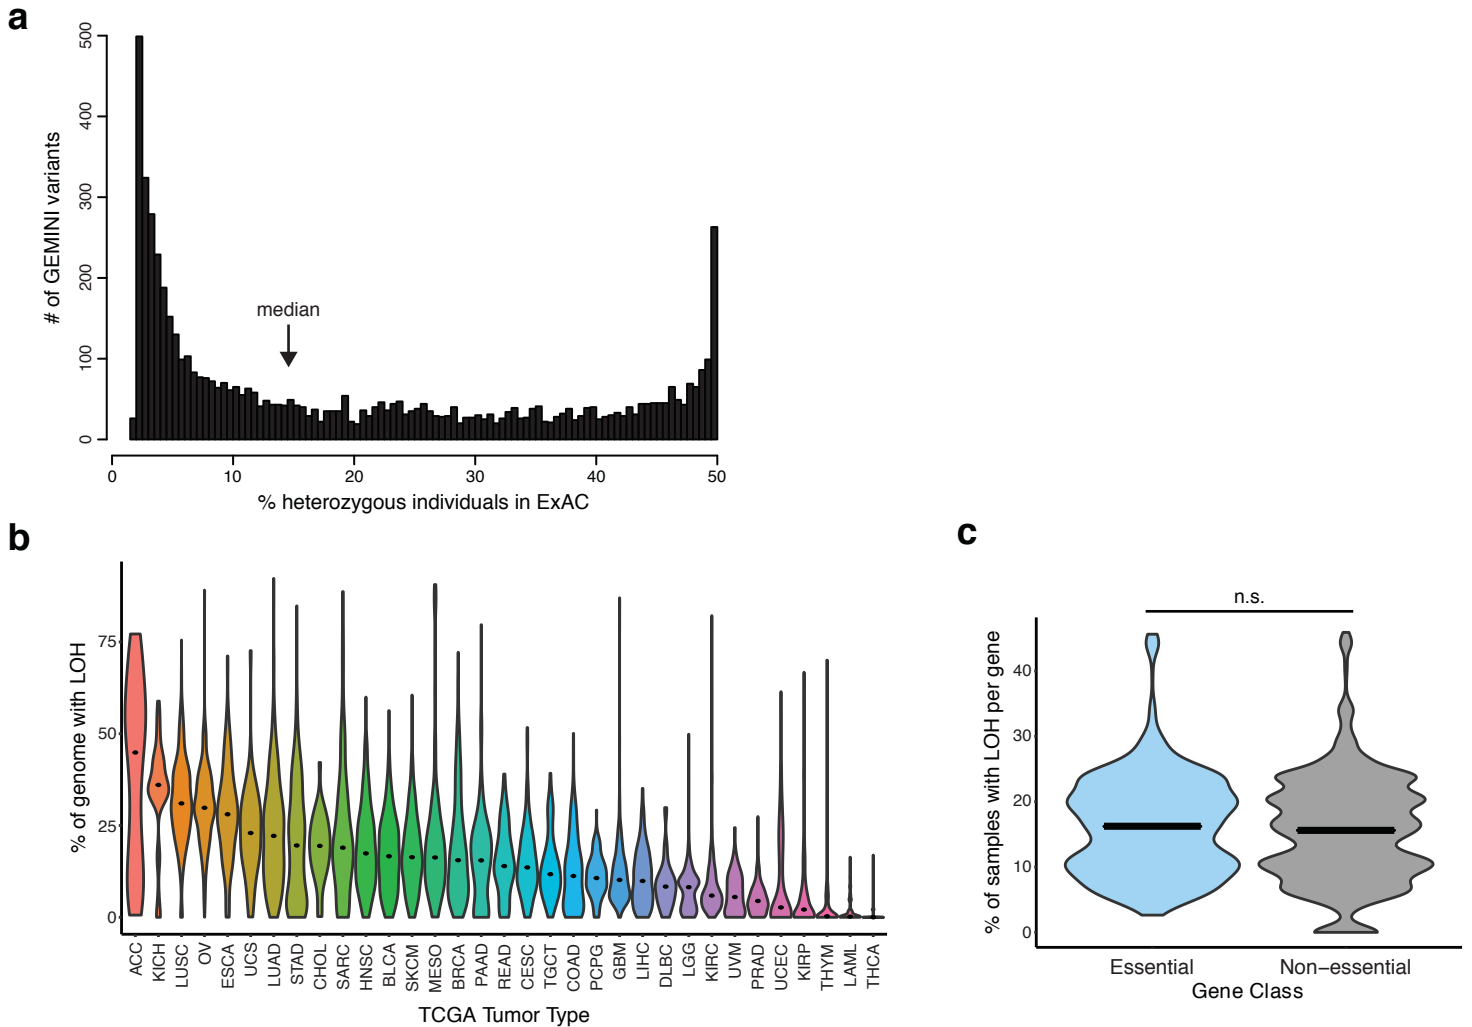 a
# of GEMINI variants
0
100
200
300
400
500
median
0 10 20 30 40 50
% heterozygous individuals in ExAC
b
% of genome with LOH
75
50
25
0
ACC KICH LUSC OV ESCA UCS LUAD STAD CHOL SARC HNSC BLCA SKCM MESO BRCA PAAD READ CESC TGCT COAD PCPG GBM LIHC DLBC LGG KIRC UVM PRAD UCEC KIRP THYM LAML THCA
TCGA Tumor Type
c
n.s.
% of samples with LOH per gene
40
30
20
10
0
Essential Non−essential
Gene Class